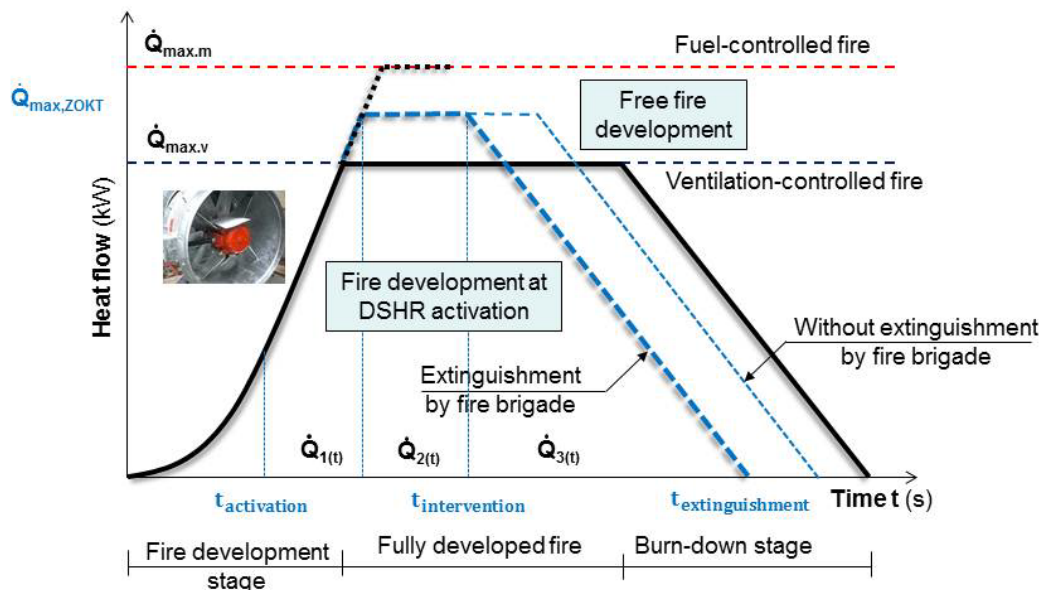 Q̇max.m
Fuel-controlled fire
Q̇max,ZOKT
Free fire
development
Q̇max.v
Ventilation-controlled fire
Heat flow (kW)
Fire development at
DSHR activation
Without extinguishment
by fire brigade
Extinguishment
by fire brigade
Q̇1(t)
Q̇2(t)
Q̇3(t)
tactivation
tintervention
textinguishment
Time t (s)
Fire development
stage
Fully developed fire
Burn-down stage